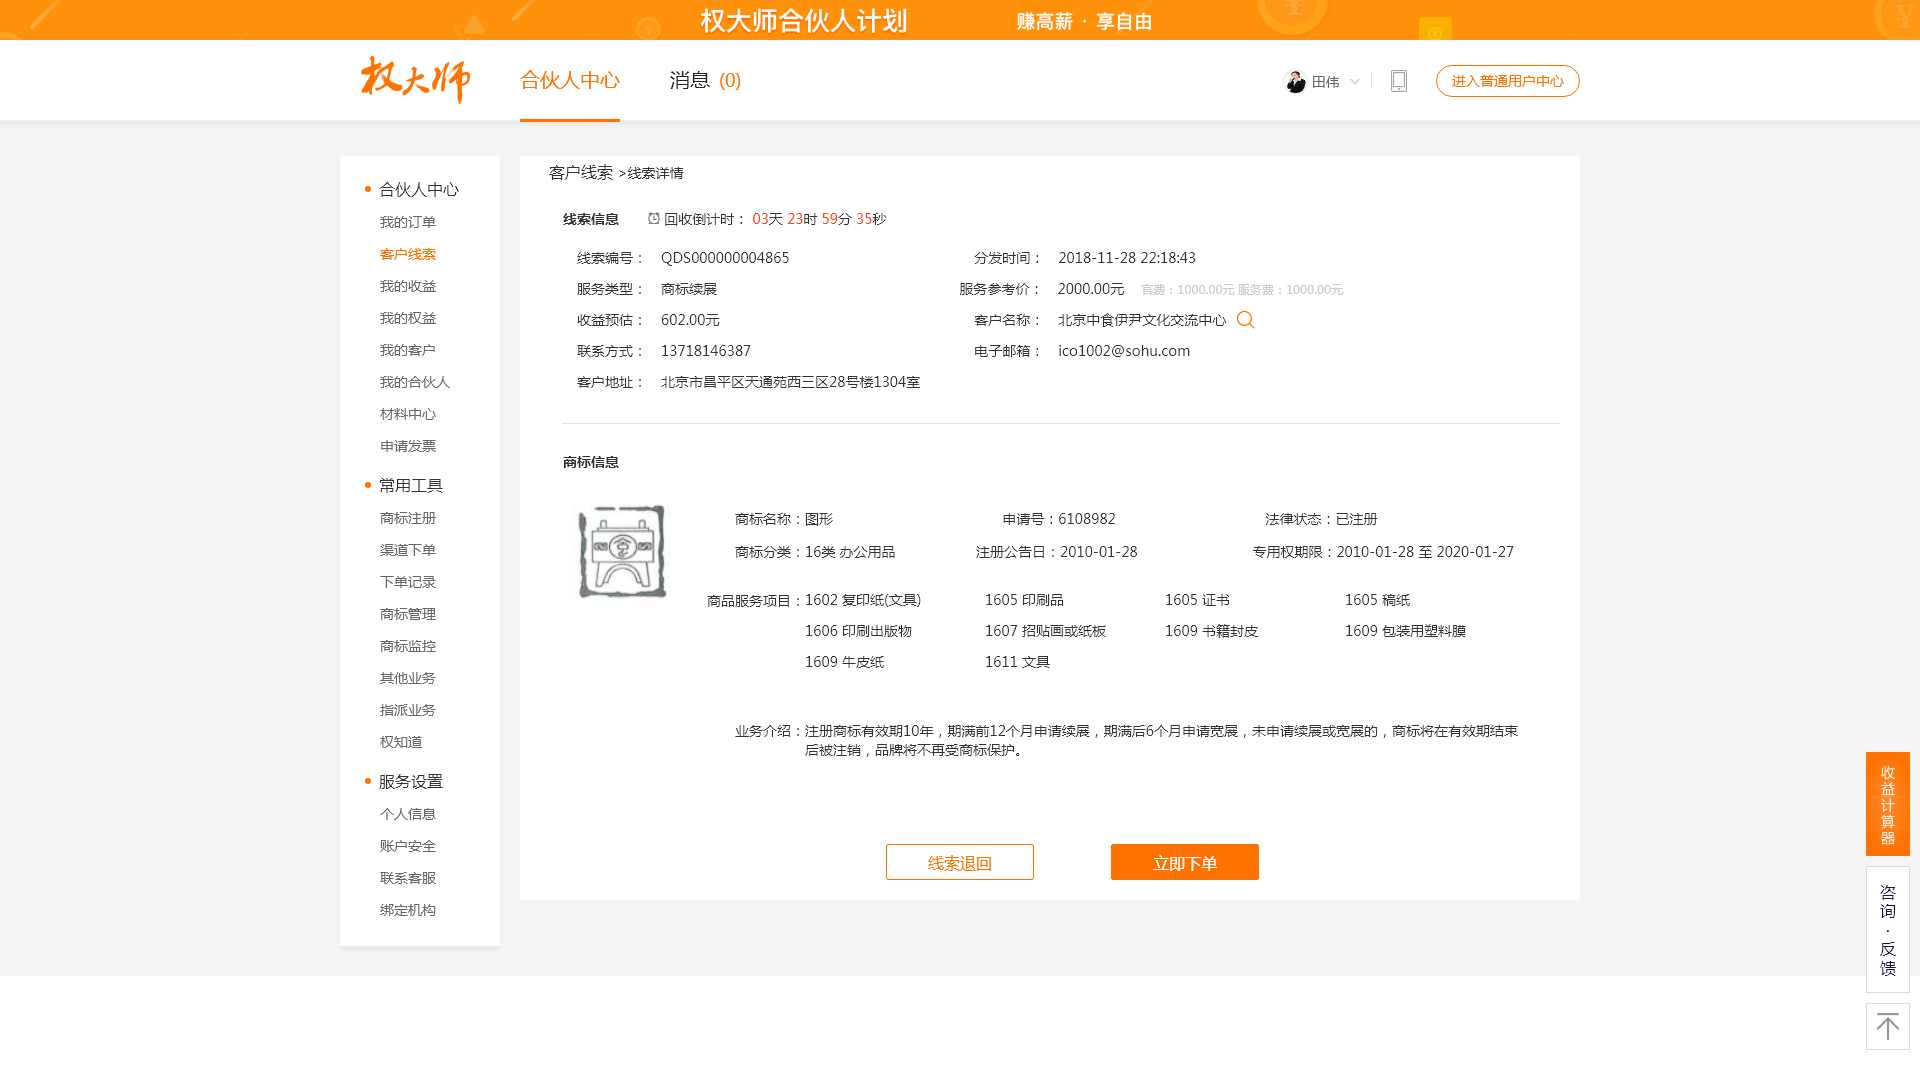 权大师合伙人计划 赚高薪 · 享自由
权大师 合伙人中心 消息 (0) 田伟 进入普通用户中心
合伙人中心
我的订单
客户线索
我的收益
我的权益
我的客户
我的合伙人
材料中心
申请发票
常用工具
商标注册
渠道下单
下单记录
商标管理
商标监控
其他业务
指派业务
权知道
服务设置
个人信息
账户安全
联系客服
绑定机构
客户线索 >线索详情
线索信息 回收倒计时： 03天 23时 59分 35秒
线索编号： QDS000000004865 分发时间： 2018-11-28 22:18:43
服务类型： 商标续展 服务参考价： 2000.00元 官费：1000.00元 服务费：1000.00元
收益预估： 602.00元 客户名称： 北京中食伊尹文化交流中心
联系方式： 13718146387 电子邮箱： ico1002@sohu.com
客户地址： 北京市昌平区天通苑西三区28号楼1304室
商标信息
商标名称：图形 申请号：6108982 法律状态：已注册
商标分类：16类 办公用品 注册公告日：2010-01-28 专用权期限：2010-01-28 至 2020-01-27
商品服务项目：1602 复印纸(文具) 1605 印刷品 1605 证书 1605 稿纸
1606 印刷出版物 1607 招贴画或纸板 1609 书籍封皮 1609 包装用塑料膜
1609 牛皮纸 1611 文具
业务介绍：注册商标有效期10年，期满前12个月申请续展，期满后6个月申请宽展，未申请续展或宽展的，商标将在有效期结束
后被注销，品牌将不再受商标保护。
线索退回 立即下单
收益计算器
咨询·反馈